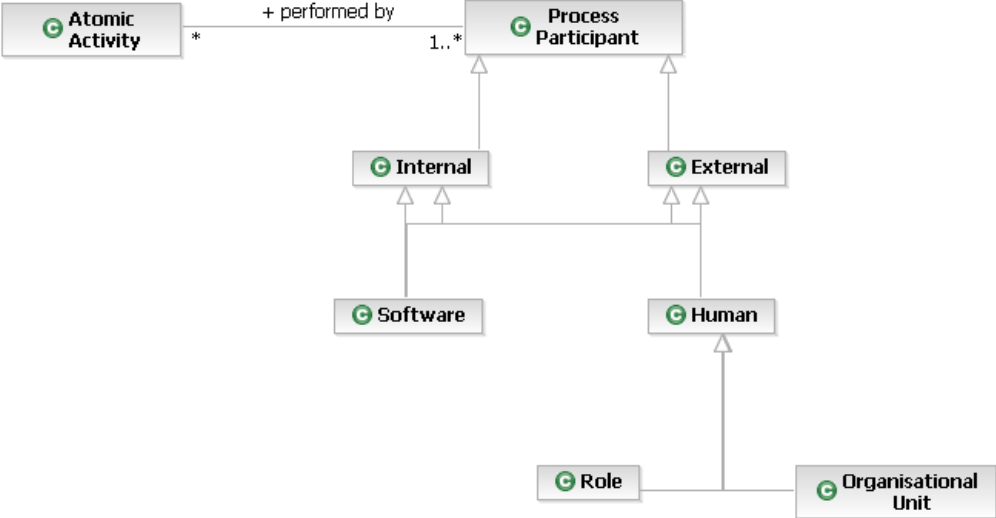 Atomic
Activity
+ performed by
*
1..*
Process
Participant
Internal
External
Software
Human
Role
Organisational
Unit